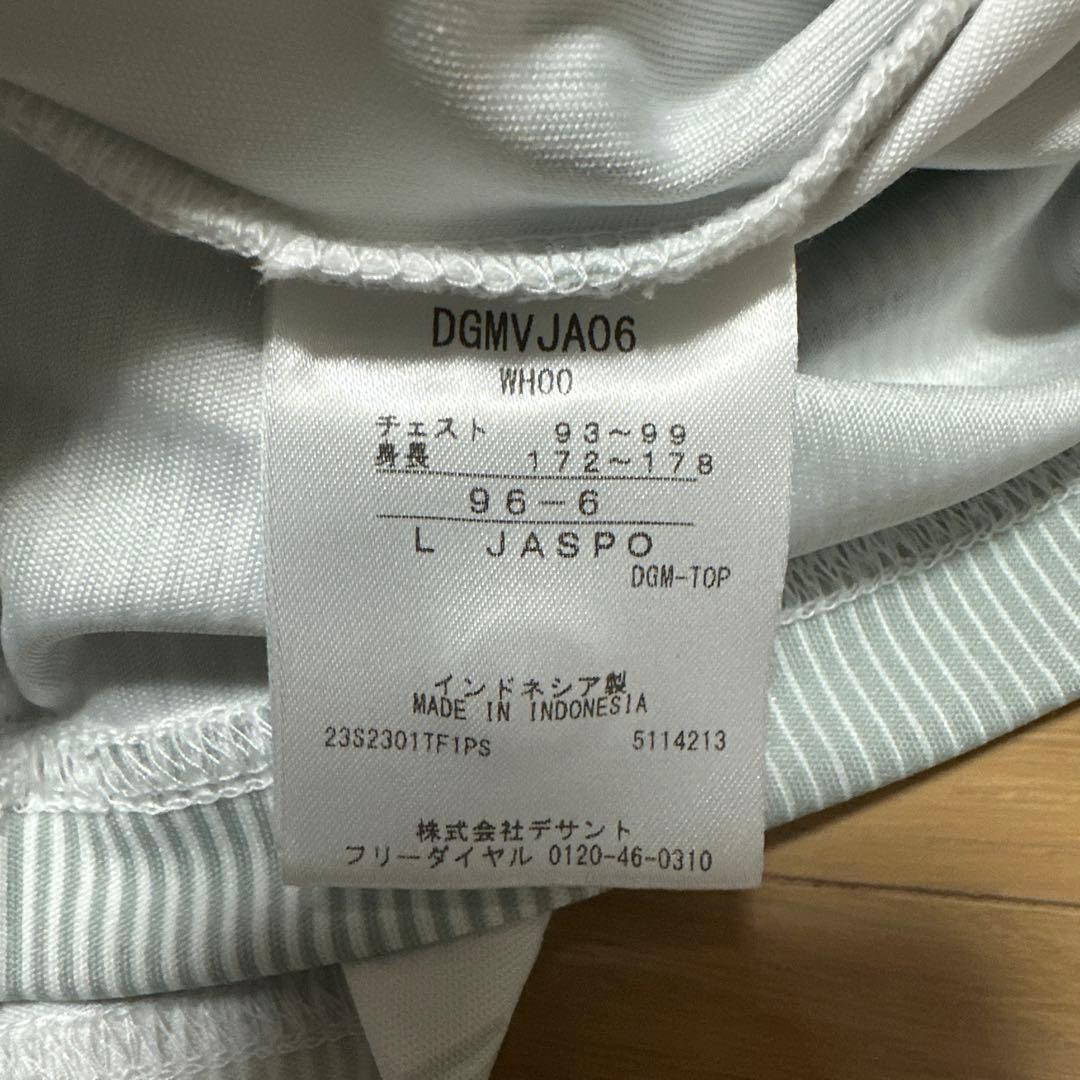 DGMVJA06
WH00
チェスト 93～99
身長 172～178
96-6
L JASPO
DGM-TOP
インドネシア製
MADE IN INDONESIA
23S2301TF1PS 5114213
株式会社デサント
フリーダイヤル 0120-46-0310